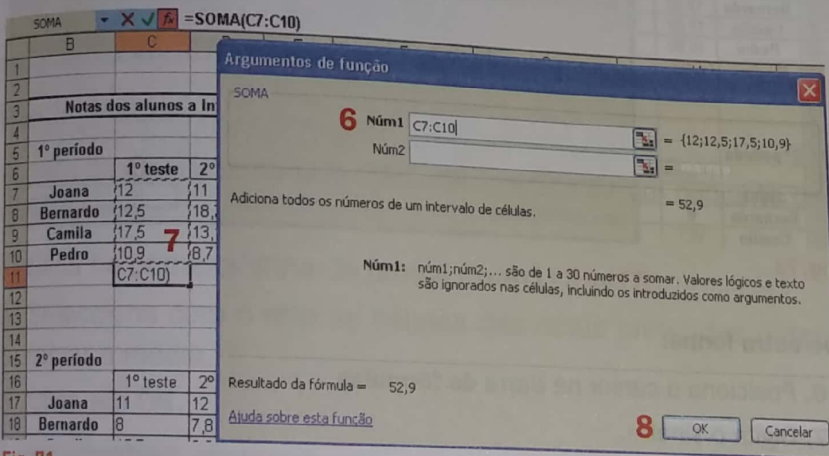 SOMA =SOMA(C7:C10)
B C
Argumentos de função
1
2
SOMA
3 Notas dos alunos a In
6 Núm1 C7:C10 = {12;12,5;17,5;10,9}
4
Núm2 =
5 1º período
6 1º teste 2º
7 Joana 12 11
Adiciona todos os números de um intervalo de células.
= 52,9
8 Bernardo 12,5 18,
9 Camila 17,5 13,
7
10 Pedro 10,9 8,7
11 C7:C10)
Núm1: núm1;núm2;... são de 1 a 30 números a somar. Valores lógicos e texto
são ignorados nas células, incluindo os introduzidos como argumentos.
12
13
14
15 2º período
16 1º teste 2º
Resultado da fórmula = 52,9
17 Joana 11 12
Ajuda sobre esta função
18 Bernardo 8 7,8
8 OK Cancelar